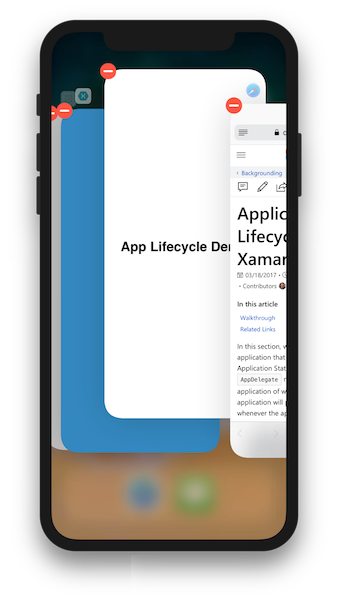 App Lifecycle De
Backgrounding
Applic
Lifecyc
Xamar
03/18/2017 •
• Contributors
In this article
Walkthrough
Related Links
In this section, w
application that
Application Stat
AppDelegate
application of w
application will
whenever the ap